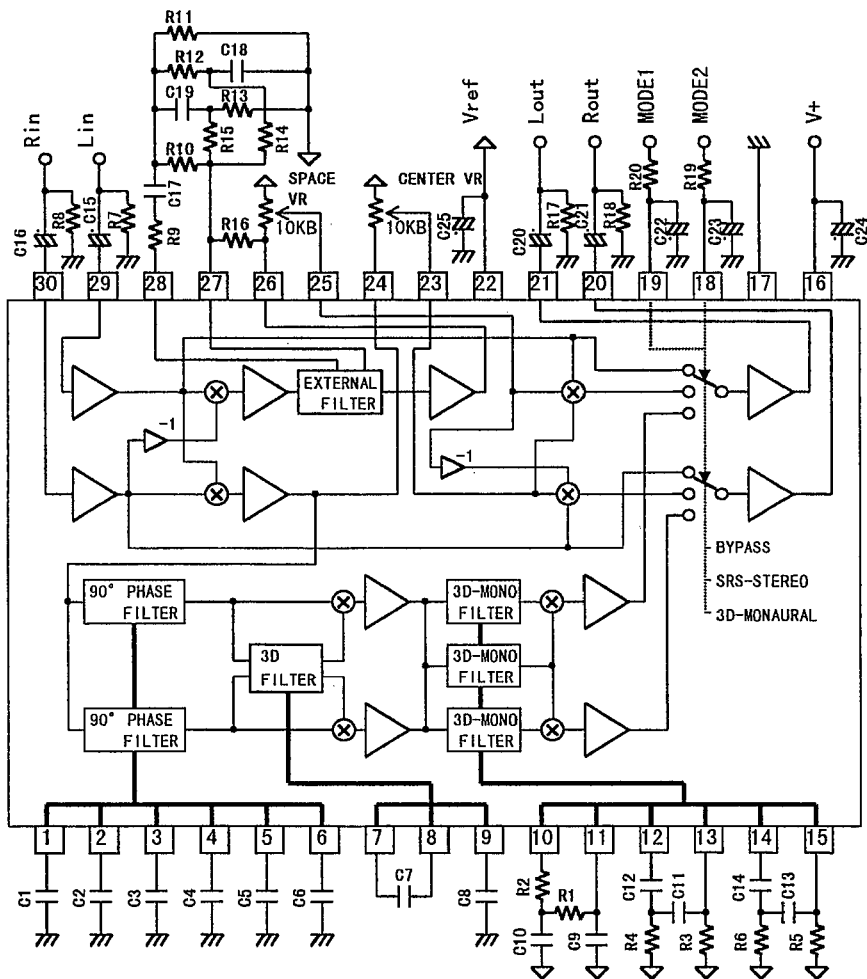 R11
R12
C18
C19
R13
R15
R14
R10
Rin
Lin
C17
R9
SPACE
VR
10KB
R16
CENTER VR
10KB
Vref
C25
Lout
Rout
MODE1
MODE2
V+
C16
R8
C15
R7
C20
R17
C21
R18
R20
C22
R19
C23
C24
30
29
28
27
26
25
24
23
22
21
20
19
18
17
16
EXTERNAL
FILTER
-1
-1
BYPASS
SRS-STEREO
3D-MONAURAL
90° PHASE
FILTER
3D
FILTER
90° PHASE
FILTER
3D-MONO
FILTER
3D-MONO
FILTER
3D-MONO
FILTER
1
2
3
4
5
6
7
8
9
10
11
12
13
14
15
C1
C2
C3
C4
C5
C6
C7
C8
R2
R1
C10
C9
C12
C11
R4
R3
C14
C13
R6
R5